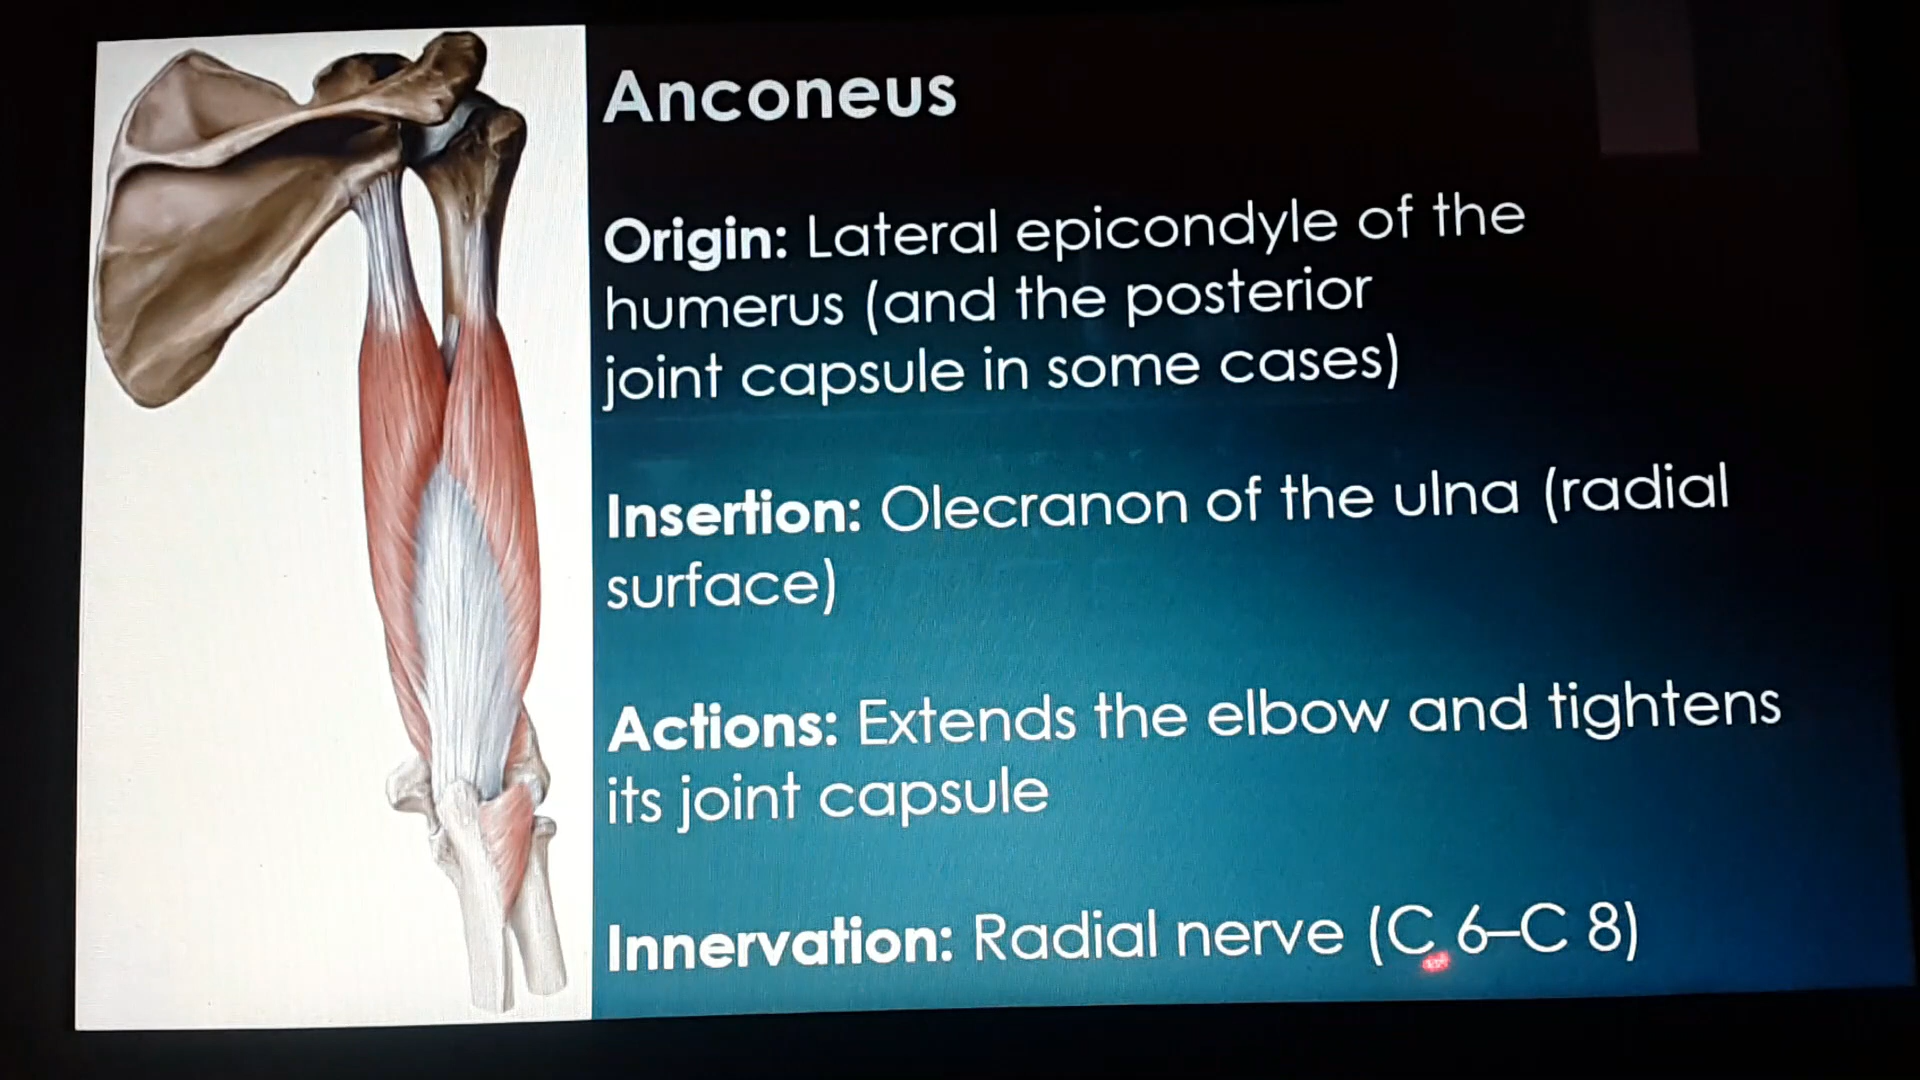 Anconeus
Origin: Lateral epicondyle of the
humerus (and the posterior
joint capsule in some cases)
Insertion: Olecranon of the ulna (radial
surface)
Actions: Extends the elbow and tightens
its joint capsule
Innervation: Radial nerve (C 6–C 8)